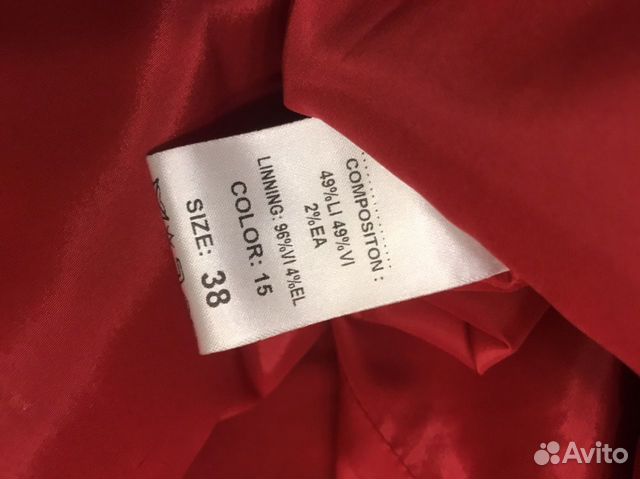 COMPOSITON :
49%LI 49%VI
2%EA
LINNING: 96%VI 4%EL
COLOR: 15
SIZE: 38
Avito